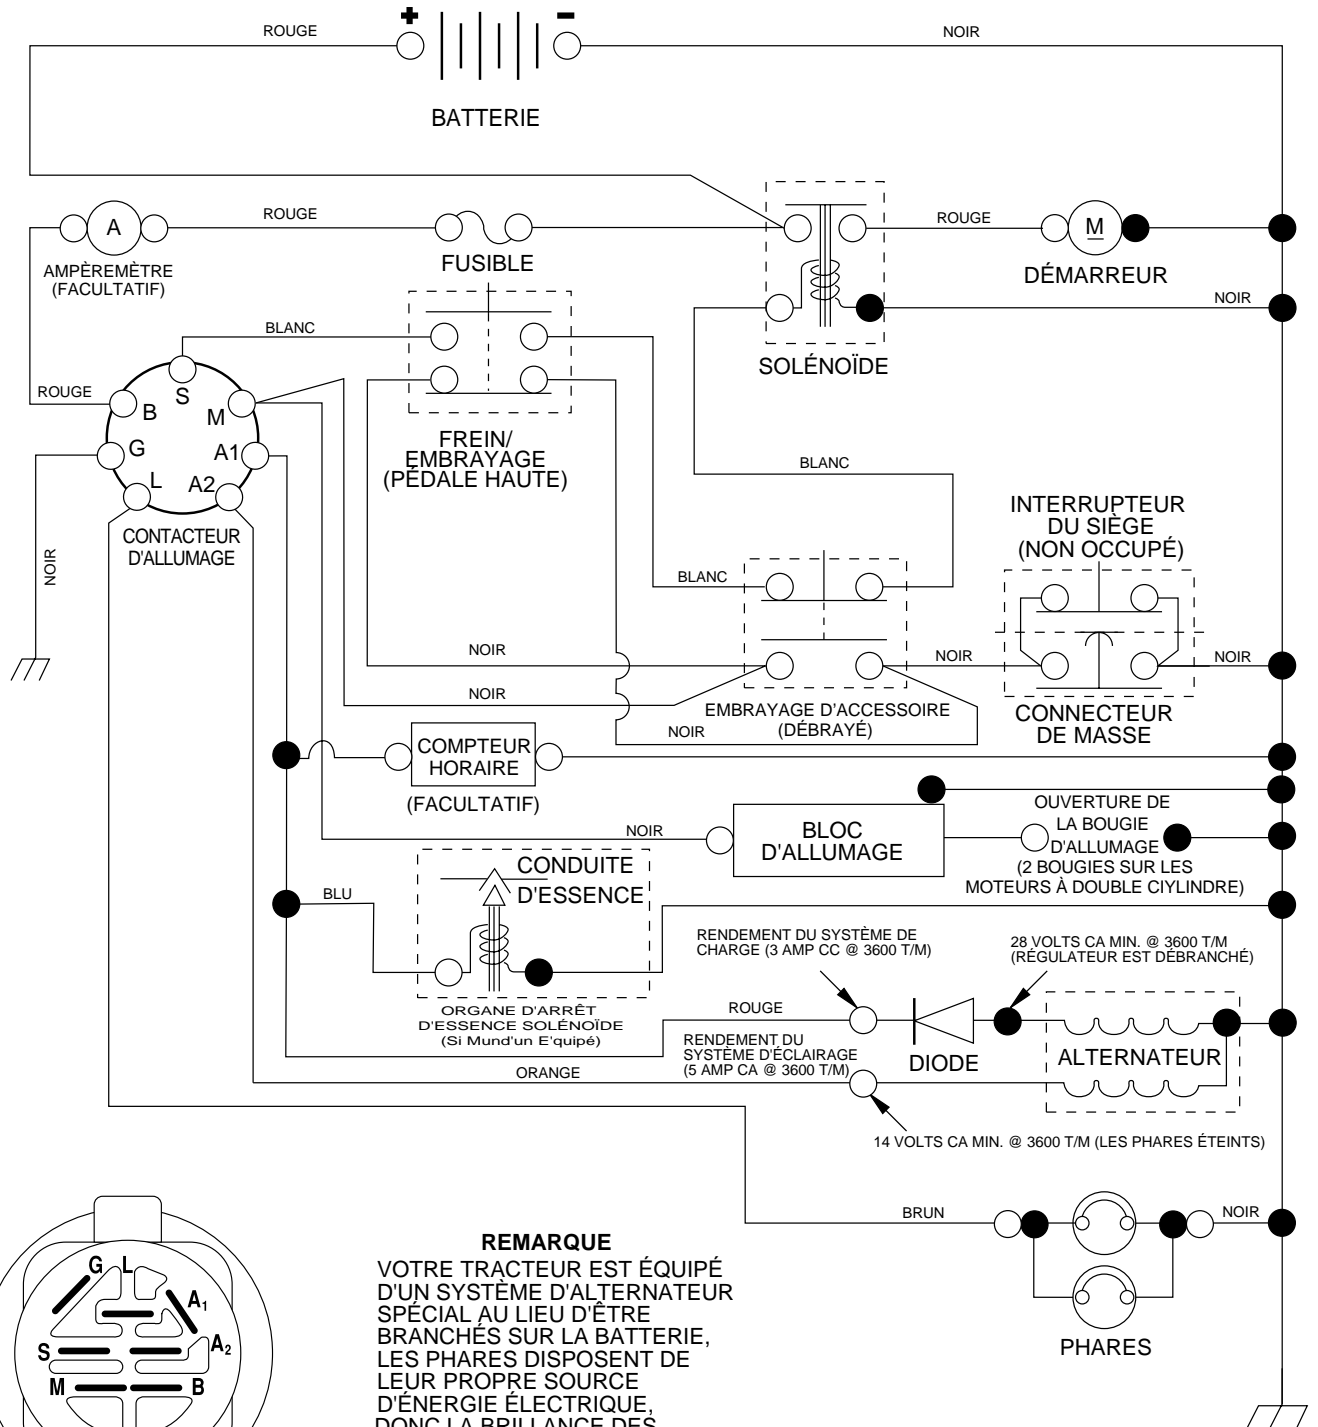 +
-
ROUGE
NOIR
BATTERIE
A
ROUGE
ROUGE
M
AMPÈREMÈTRE
(FACULTATIF)
FUSIBLE
DÉMARREUR
NOIR
BLANC
SOLÉNOÏDE
ROUGE
S
B
M
G
A1
L
A2
FREIN/
EMBRAYAGE
(PÉDALE HAUTE)
BLANC
CONTACTEUR
D'ALLUMAGE
NOIR
INTERRUPTEUR
DU SIÈGE
(NON OCCUPÉ)
BLANC
NOIR
NOIR
NOIR
NOIR
EMBRAYAGE D'ACCESSOIRE
(DÉBRAYÉ)
NOIR
CONNECTEUR
DE MASSE
COMPTEUR
HORAIRE
(FACULTATIF)
NOIR
BLOC
D'ALLUMAGE
OUVERTURE DE
LA BOUGIE
D'ALLUMAGE
(2 BOUGIES SUR LES
MOTEURS À DOUBLE CIYLINDRE)
CONDUITE
D'ESSENCE
BLU
RENDEMENT DU SYSTÈME DE
CHARGE (3 AMP CC @ 3600 T/M)
28 VOLTS CA MIN. @ 3600 T/M
(RÉGULATEUR EST DÉBRANCHÉ)
ORGANE D'ARRÊT
D'ESSENCE SOLÉNOÏDE
(Si Mund'un E'quipé)
ROUGE
RENDEMENT DU
SYSTÈME D'ÉCLAIRAGE
(5 AMP CA @ 3600 T/M)
DIODE
ALTERNATEUR
ORANGE
14 VOLTS CA MIN. @ 3600 T/M (LES PHARES ÉTEINTS)
BRUN
NOIR
PHARES
G
L
A1
S
A2
M
B
REMARQUE
VOTRE TRACTEUR EST ÉQUIPÉ
D'UN SYSTÈME D'ALTERNATEUR
SPÉCIAL AU LIEU D'ÊTRE
BRANCHÉS SUR LA BATTERIE,
LES PHARES DISPOSENT DE
LEUR PROPRE SOURCE
D'ÉNERGIE ÉLECTRIQUE,
DONC LA BRILLANCE DES